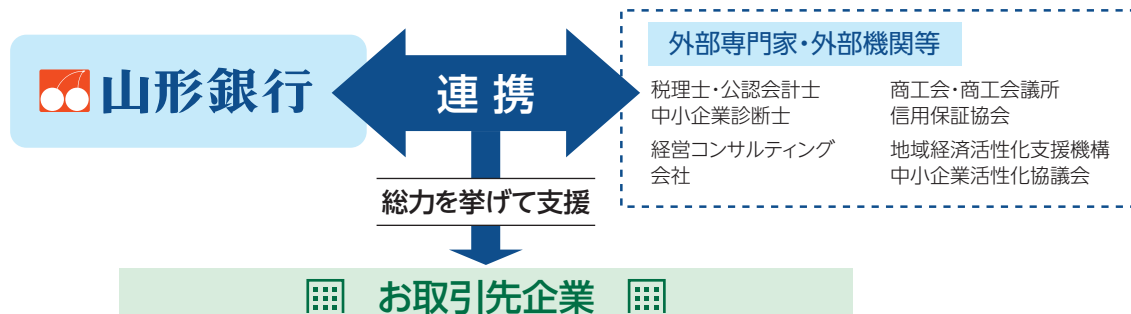 山形銀行
連携
外部専門家・外部機関等
税理士・公認会計士
中小企業診断士
経営コンサルティング
会社
商工会・商工会議所
信用保証協会
地域経済活性化支援機構
中小企業活性化協議会
総力を挙げて支援
お取引先企業